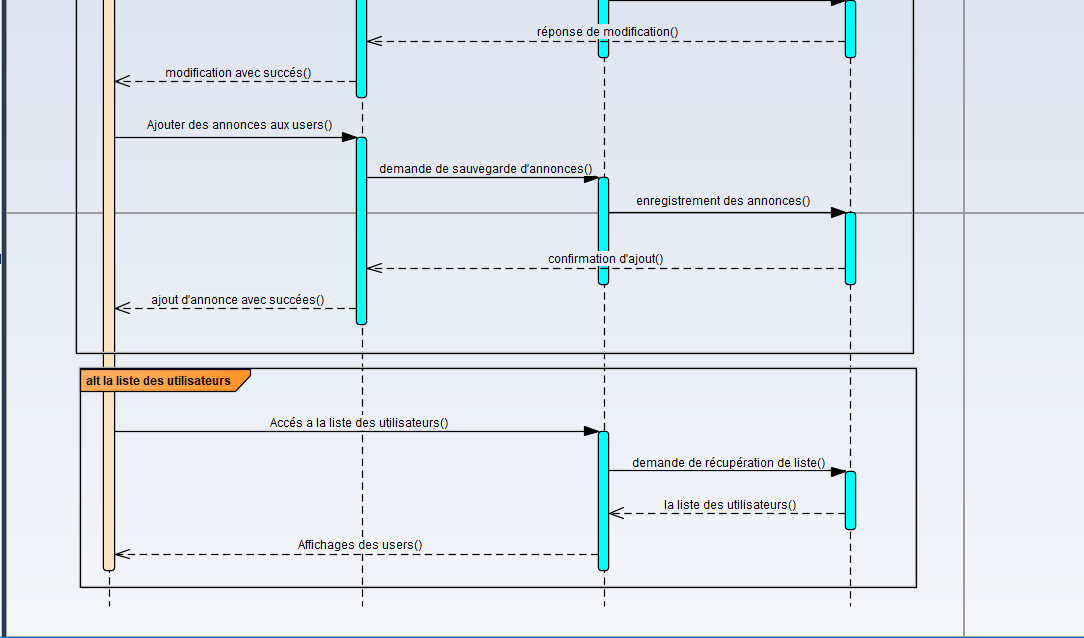 réponse de modification()
modification avec succés()
Ajouter des annonces aux users()
demande de sauvegarde d'annonces()
enregistrement des annonces()
confirmation d'ajout()
ajout d'annonce avec succées()
alt la liste des utilisateurs
Accés a la liste des utilisateurs()
demande de récupération de liste()
la liste des utilisateurs()
Affichages des users()